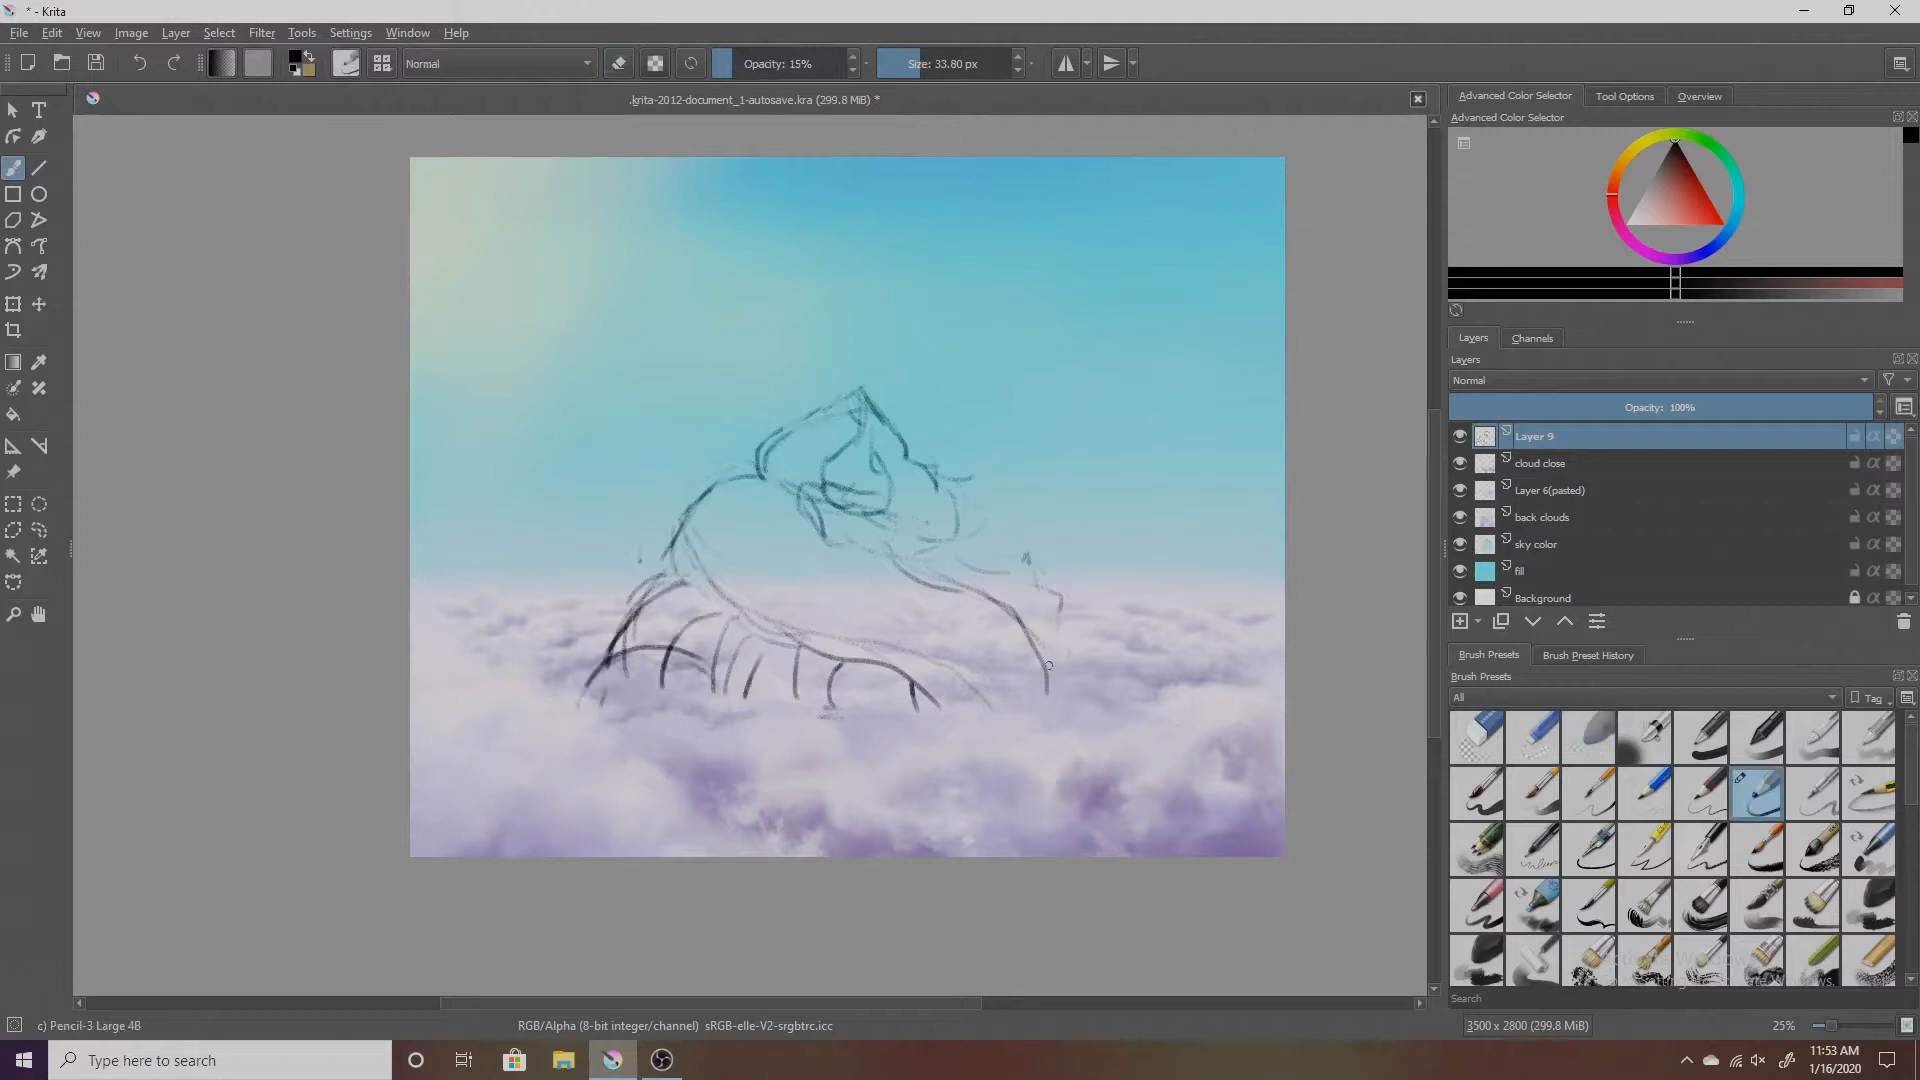 * - Krita
File Edit View Image Layer Select Filter Tools Settings Window Help
Normal
Opacity: 15%
Size: 33.80 px
.krita-2012-document_1-autosave.kra (299.8 MiB) *
Advanced Color Selector Tool Options Overview
Advanced Color Selector
Layers Channels
Layers
Normal
Opacity: 100%
Layer 9
cloud close
Layer 6(pasted)
back clouds
sky color
fill
Background
Brush Presets Brush Preset History
Brush Presets
All
Tag
Search
c) Pencil-3 Large 4B
RGB/Alpha (8-bit integer/channel) sRGB-elle-V2-srgbtrc.icc
3500 x 2800 (299.8 MiB)
25%
Type here to search
11:53 AM
1/16/2020